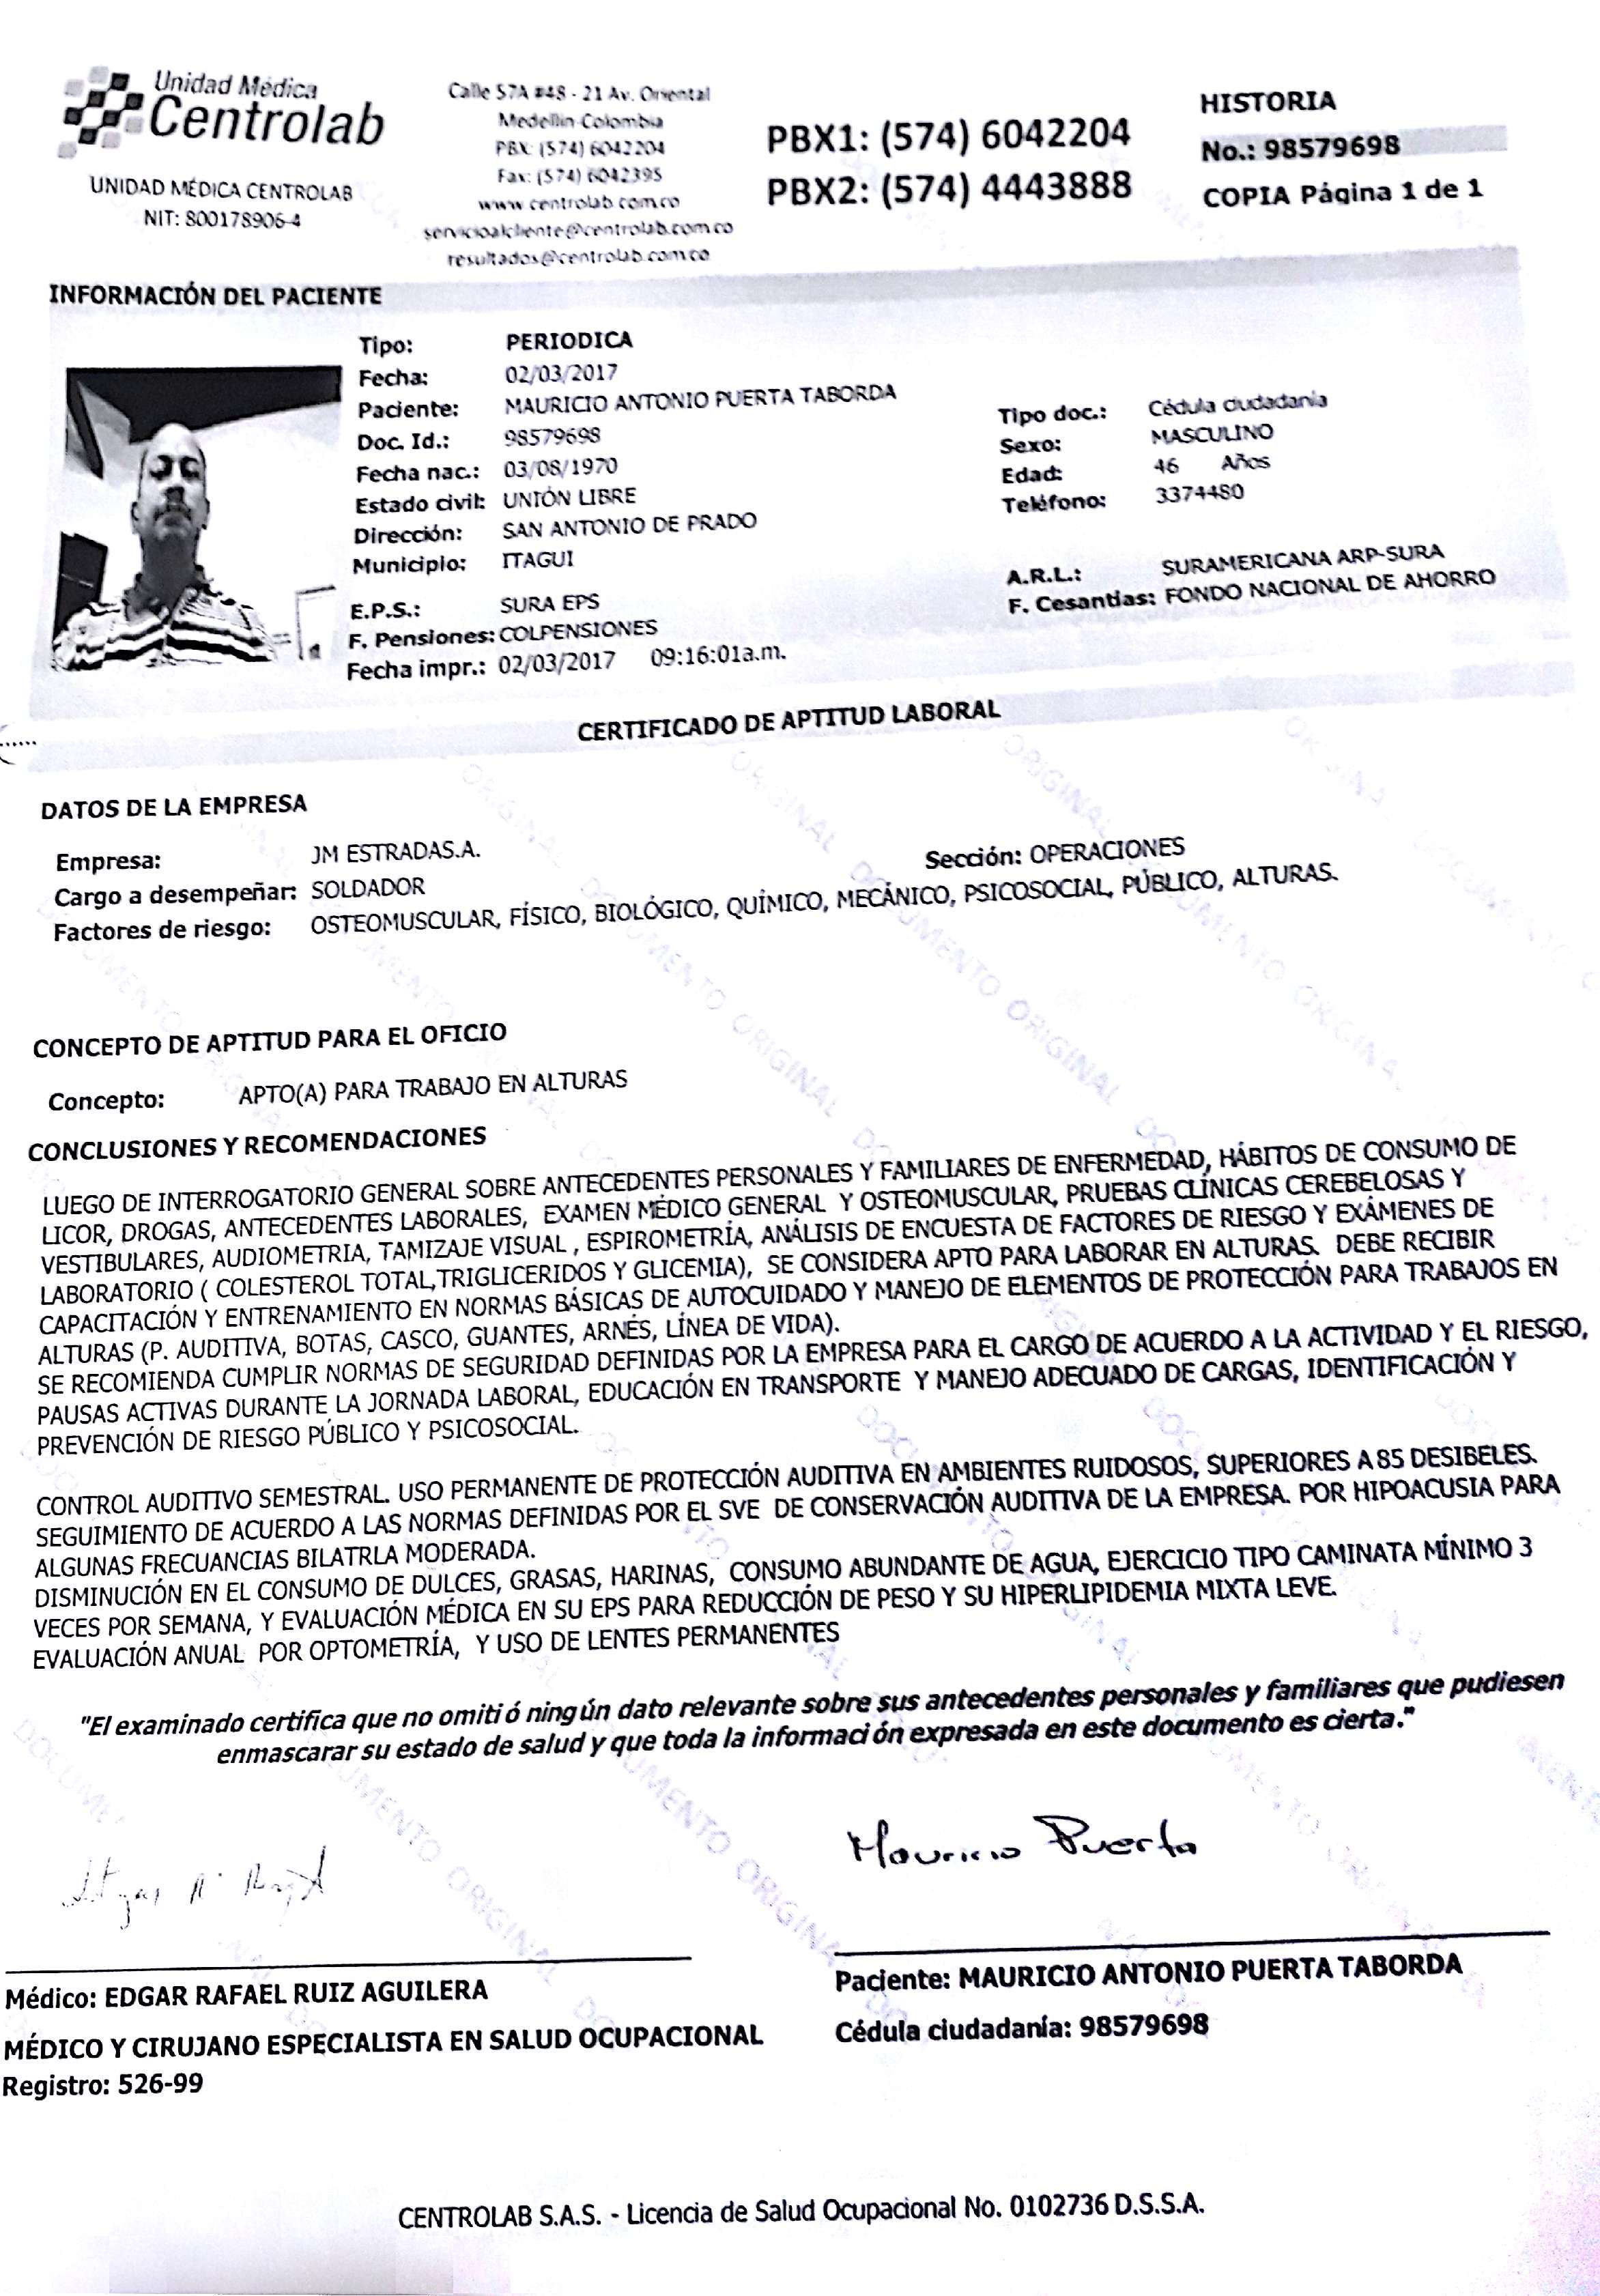 Unidad Médica
Centrolab
UNIDAD MÉDICA CENTROLAB
NIT: 800178906-4
Calle 57A #48 - 21 Av. Oriental
Medellin-Colombia
PBX: (574) 6042204
Fax: (574) 6042395
www.centrolab.com.co
servicioalcliente@centrolab.com.co
resultados@centrolab.com.co
PBX1: (574) 6042204
PBX2: (574) 4443888
HISTORIA
No.: 98579698
COPIA Página 1 de 1
INFORMACIÓN DEL PACIENTE
Tipo: PERIODICA
Fecha: 02/03/2017
Paciente: MAURICIO ANTONIO PUERTA TABORDA
Tipo doc.: Cédula ciudadanía
Doc. Id.: 98579698
Sexo: MASCULINO
Fecha nac.: 03/08/1970
Edad: 46 Años
Estado civil: UNIÓN LIBRE
Teléfono: 3374480
Dirección: SAN ANTONIO DE PRADO
Municipio: ITAGUI
A.R.L.: SURAMERICANA ARP-SURA
E.P.S.: SURA EPS
F. Cesantias: FONDO NACIONAL DE AHORRO
F. Pensiones: COLPENSIONES
Fecha impr.: 02/03/2017 09:16:01a.m.
CERTIFICADO DE APTITUD LABORAL
DATOS DE LA EMPRESA
Empresa: JM ESTRADAS.A.
Sección: OPERACIONES
Cargo a desempeñar: SOLDADOR
Factores de riesgo: OSTEOMUSCULAR, FÍSICO, BIOLÓGICO, QUÍMICO, MECÁNICO, PSICOSOCIAL, PÚBLICO, ALTURAS.
CONCEPTO DE APTITUD PARA EL OFICIO
Concepto: APTO(A) PARA TRABAJO EN ALTURAS
CONCLUSIONES Y RECOMENDACIONES
LUEGO DE INTERROGATORIO GENERAL SOBRE ANTECEDENTES PERSONALES Y FAMILIARES DE ENFERMEDAD, HÁBITOS DE CONSUMO DE
LICOR, DROGAS, ANTECEDENTES LABORALES, EXAMEN MÉDICO GENERAL Y OSTEOMUSCULAR, PRUEBAS CLÍNICAS CEREBELOSAS Y
VESTIBULARES, AUDIOMETRIA, TAMIZAJE VISUAL , ESPIROMETRÍA, ANÁLISIS DE ENCUESTA DE FACTORES DE RIESGO Y EXÁMENES DE
LABORATORIO ( COLESTEROL TOTAL,TRIGLICERIDOS Y GLICEMIA), SE CONSIDERA APTO PARA LABORAR EN ALTURAS. DEBE RECIBIR
CAPACITACIÓN Y ENTRENAMIENTO EN NORMAS BÁSICAS DE AUTOCUIDADO Y MANEJO DE ELEMENTOS DE PROTECCIÓN PARA TRABAJOS EN
ALTURAS (P. AUDITIVA, BOTAS, CASCO, GUANTES, ARNÉS, LÍNEA DE VIDA).
SE RECOMIENDA CUMPLIR NORMAS DE SEGURIDAD DEFINIDAS POR LA EMPRESA PARA EL CARGO DE ACUERDO A LA ACTIVIDAD Y EL RIESGO,
PAUSAS ACTIVAS DURANTE LA JORNADA LABORAL, EDUCACIÓN EN TRANSPORTE Y MANEJO ADECUADO DE CARGAS, IDENTIFICACIÓN Y
PREVENCIÓN DE RIESGO PÚBLICO Y PSICOSOCIAL.
CONTROL AUDITIVO SEMESTRAL. USO PERMANENTE DE PROTECCIÓN AUDITIVA EN AMBIENTES RUIDOSOS, SUPERIORES A 85 DESIBELES.
SEGUIMIENTO DE ACUERDO A LAS NORMAS DEFINIDAS POR EL SVE DE CONSERVACIÓN AUDITIVA DE LA EMPRESA. POR HIPOACUSIA PARA
ALGUNAS FRECUANCIAS BILATRLA MODERADA.
DISMINUCIÓN EN EL CONSUMO DE DULCES, GRASAS, HARINAS, CONSUMO ABUNDANTE DE AGUA, EJERCICIO TIPO CAMINATA MÍNIMO 3
VECES POR SEMANA, Y EVALUACIÓN MÉDICA EN SU EPS PARA REDUCCIÓN DE PESO Y SU HIPERLIPIDEMIA MIXTA LEVE.
EVALUACIÓN ANUAL POR OPTOMETRÍA, Y USO DE LENTES PERMANENTES
"El examinado certifica que no omitió ningún dato relevante sobre sus antecedentes personales y familiares que pudiesen
enmascarar su estado de salud y que toda la información expresada en este documento es cierta."
Mauricio Puerta
Médico: EDGAR RAFAEL RUIZ AGUILERA
Paciente: MAURICIO ANTONIO PUERTA TABORDA
MÉDICO Y CIRUJANO ESPECIALISTA EN SALUD OCUPACIONAL
Cédula ciudadanía: 98579698
Registro: 526-99
CENTROLAB S.A.S. - Licencia de Salud Ocupacional No. 0102736 D.S.S.A.
DOCUMENTO ORIGINAL